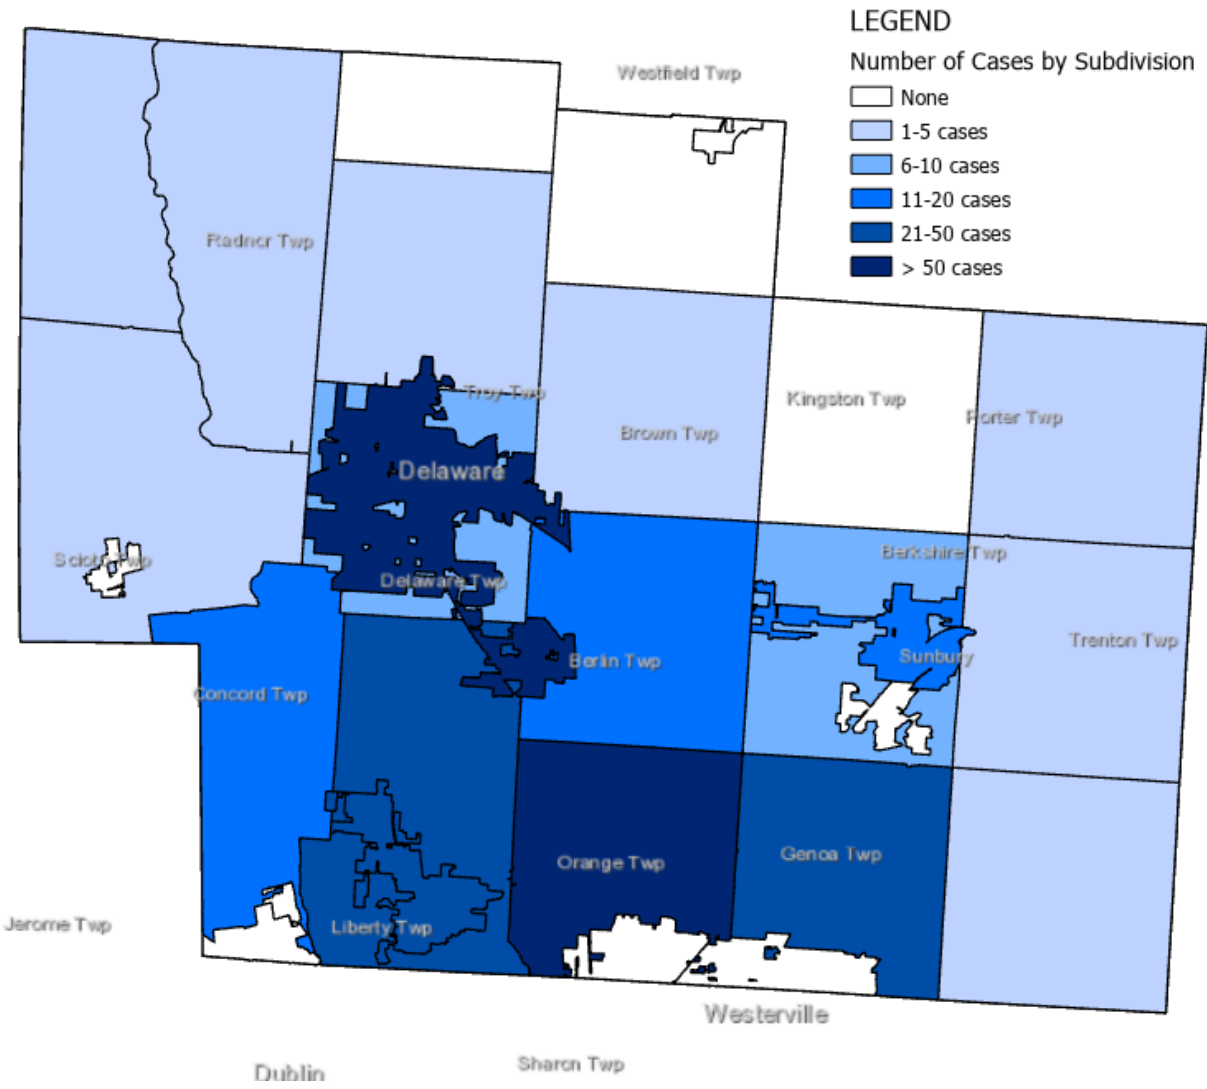 LEGEND
Number of Cases by Subdivision
None
1-5 cases
6-10 cases
11-20 cases
21-50 cases
> 50 cases
Westfield Twp
Radnor Twp
Troy Twp
Kingston Twp
Porter Twp
Brown Twp
Delaware
Berkshire Twp
Scioto Twp
Delaware Twp
Trenton Twp
Sunbury
Berlin Twp
Concord Twp
Genoa Twp
Orange Twp
Jerome Twp
Liberty Twp
Westerville
Sharon Twp
Dublin